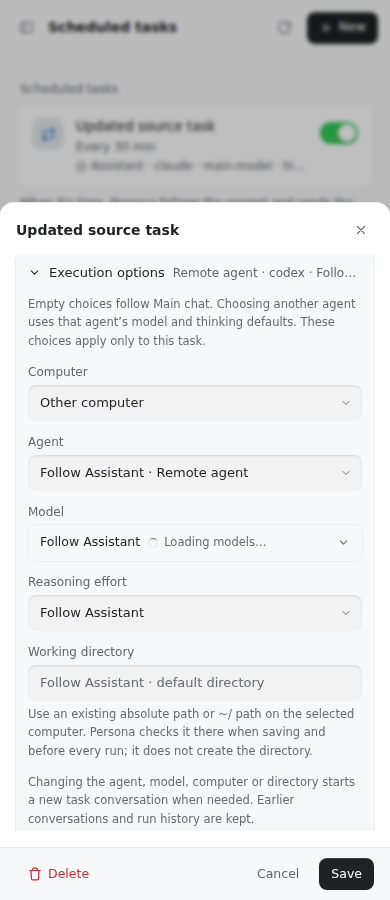 Scheduled tasks
New
Scheduled tasks
Updated source task
Every 30 min
Assistant · claude · main-model · hi...
Updated source task
Execution options Remote agent · codex · Follo...
Empty choices follow Main chat. Choosing another agent
uses that agent's model and thinking defaults. These
choices apply only to this task.
Computer
Other computer
Agent
Follow Assistant · Remote agent
Model
Follow Assistant Loading models...
Reasoning effort
Follow Assistant
Working directory
Follow Assistant · default directory
Use an existing absolute path or ~/ path on the selected
computer. Persona checks it there when saving and
before every run; it does not create the directory.
Changing the agent, model, computer or directory starts
a new task conversation when needed. Earlier
conversations and run history are kept.
Delete
Cancel
Save